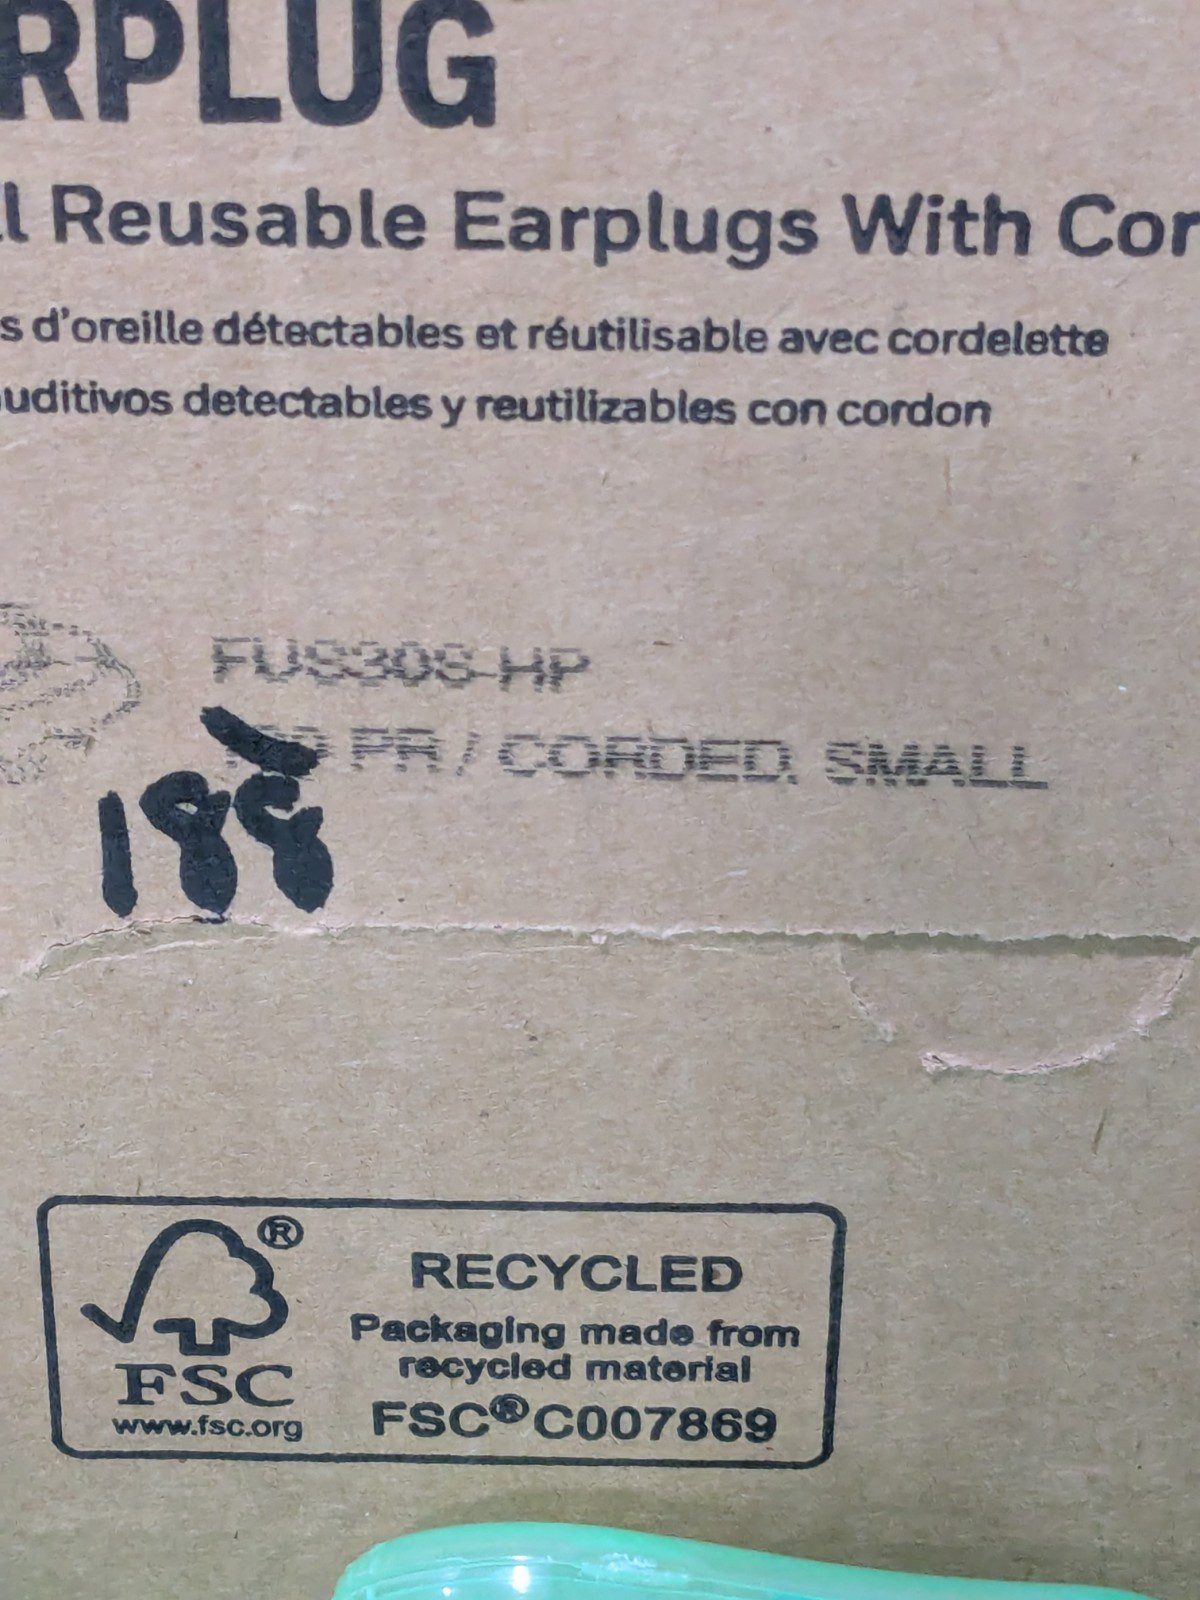 RPLUG
l Reusable Earplugs With Cor
s d'oreille détectables et réutilisable avec cordelette
uditivos detectables y reutilizables con cordon
FUS30S-HP
PR/ CORDED. SMALL
188
®
RECYCLED
Packaging made from
recycled material
FSC
www.fsc.org
FSC® C007869